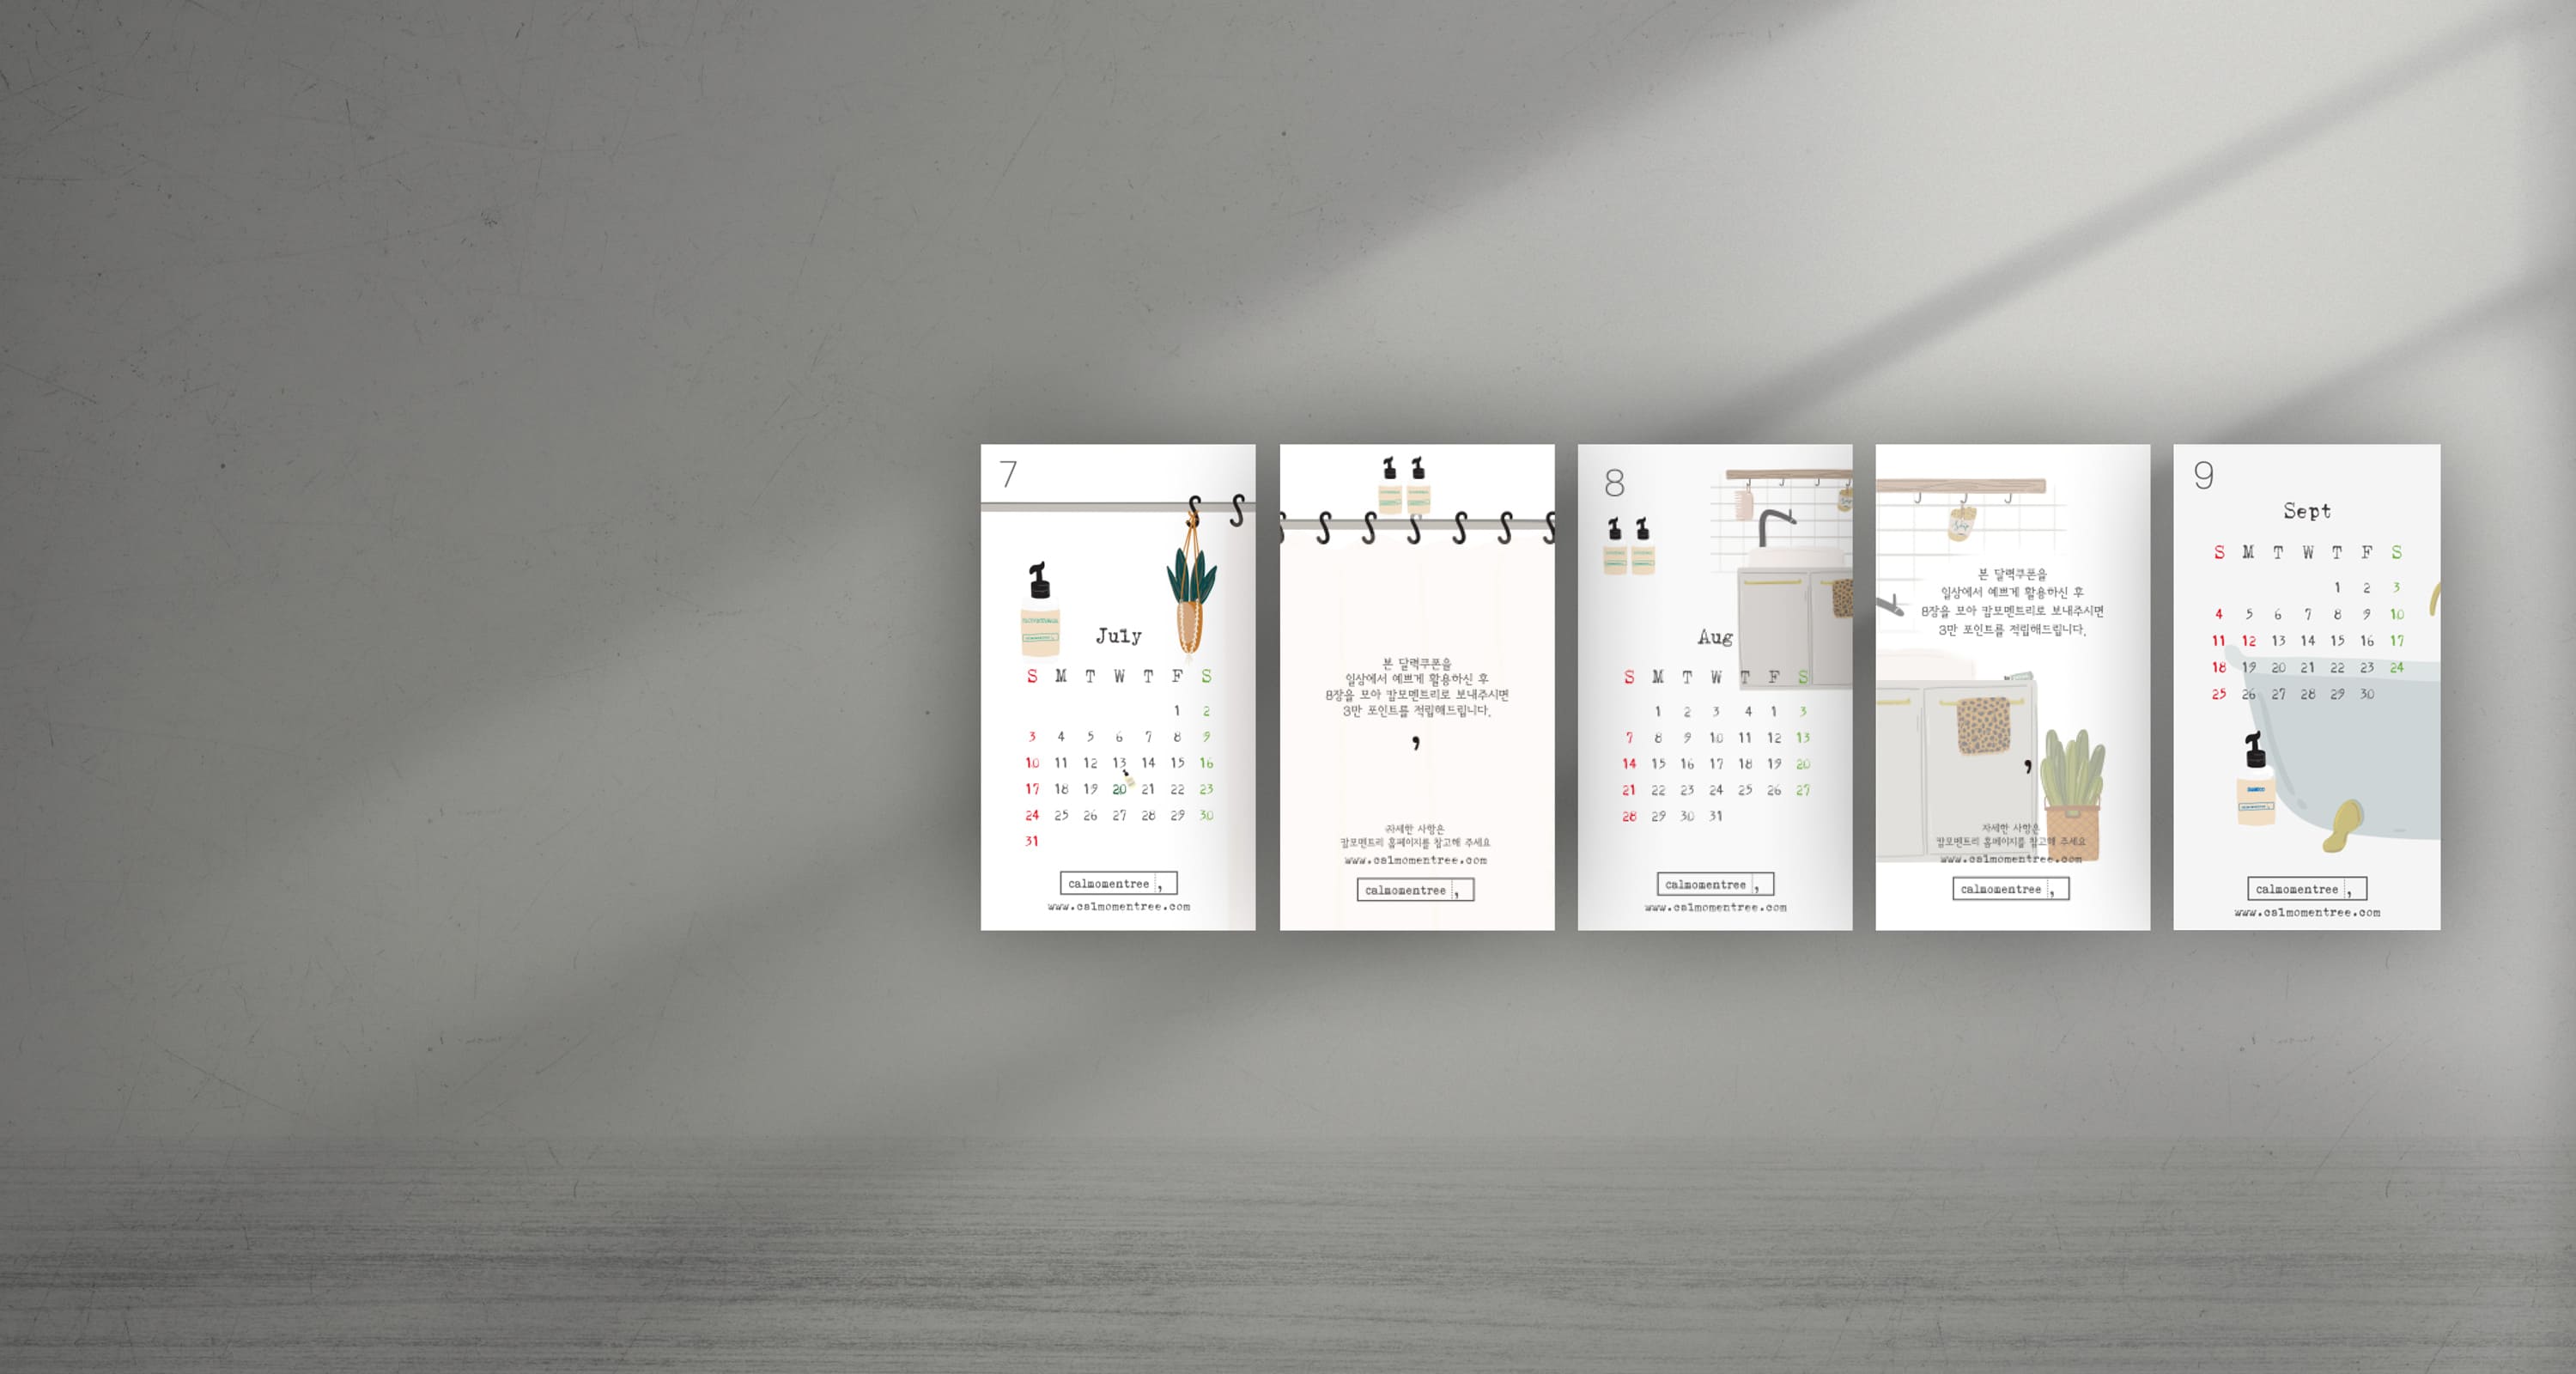 7
July
S M T W T F S
1 2
3 4 5 6 7 8 9
10 11 12 13 14 15 16
17 18 19 20 21 22 23
24 25 26 27 28 29 30
31
calmomentree ,
www.calmomentree.com
본 달력쿠폰을
일상에서 예쁘게 활용하신 후
8장을 모아 캄모멘트리로 보내주시면
3만 포인트를 적립해드립니다.
,
자세한 사항은
캄모멘트리 홈페이지를 참고해 주세요
www.calmomentree.com
calmomentree ,
8
Aug
S M T W T F S
1 2 3 4 1 3
7 8 9 10 11 12 13
14 15 16 17 18 19 20
21 22 23 24 25 26 27
28 29 30 31
calmomentree ,
www.calmomentree.com
본 달력쿠폰을
일상에서 예쁘게 활용하신 후
8장을 모아 캄모멘트리로 보내주시면
3만 포인트를 적립해드립니다.
,
자세한 사항은
캄모멘트리 홈페이지를 참고해 주세요
www.calmomentree.com
calmomentree ,
9
Sept
S M T W T F S
1 2 3
4 5 6 7 8 9 10
11 12 13 14 15 16 17
18 19 20 21 22 23 24
25 26 27 28 29 30
calmomentree ,
www.calmomentree.com